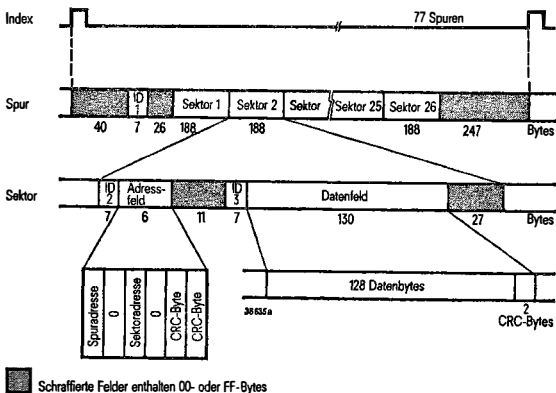 Index
77 Spuren
Spur
ID 1
Sektor 1
Sektor 2
Sektor
Sektor 25
Sektor 26
40
7
26
188
188
188
247
Bytes
Sektor
ID 2
Adress-
feld
ID 3
Datenfeld
7
6
11
7
130
27
Bytes
Spuradresse
0
Sektoradresse
0
CRC-Byte
CRC-Byte
128 Datenbytes
38635a
2
CRC-Bytes
Schraffierte Felder enthalten 00- oder FF-Bytes